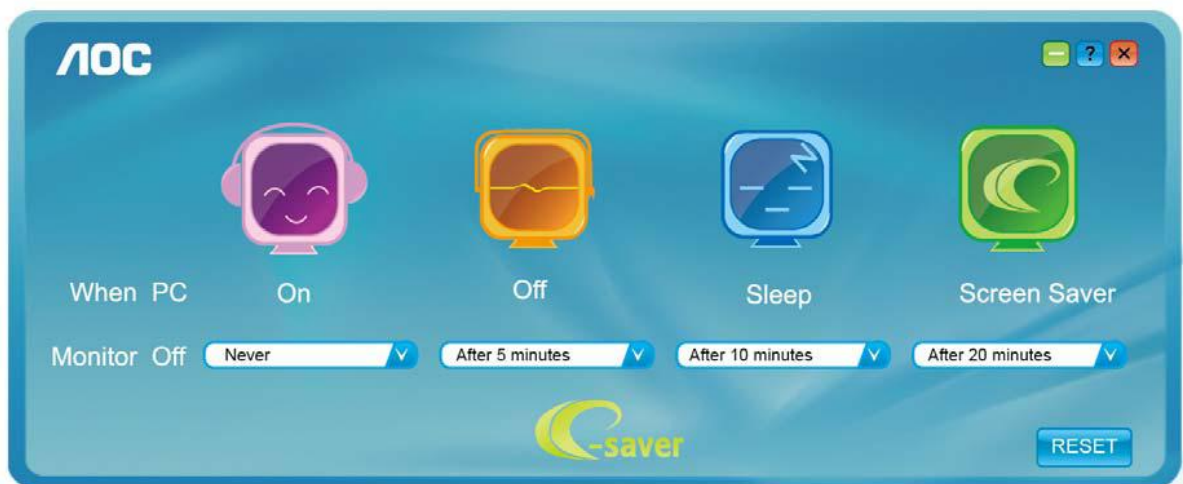 AOC
?
When PC On Off Sleep Screen Saver
Monitor Off Never After 5 minutes After 10 minutes After 20 minutes
e-saver
RESET